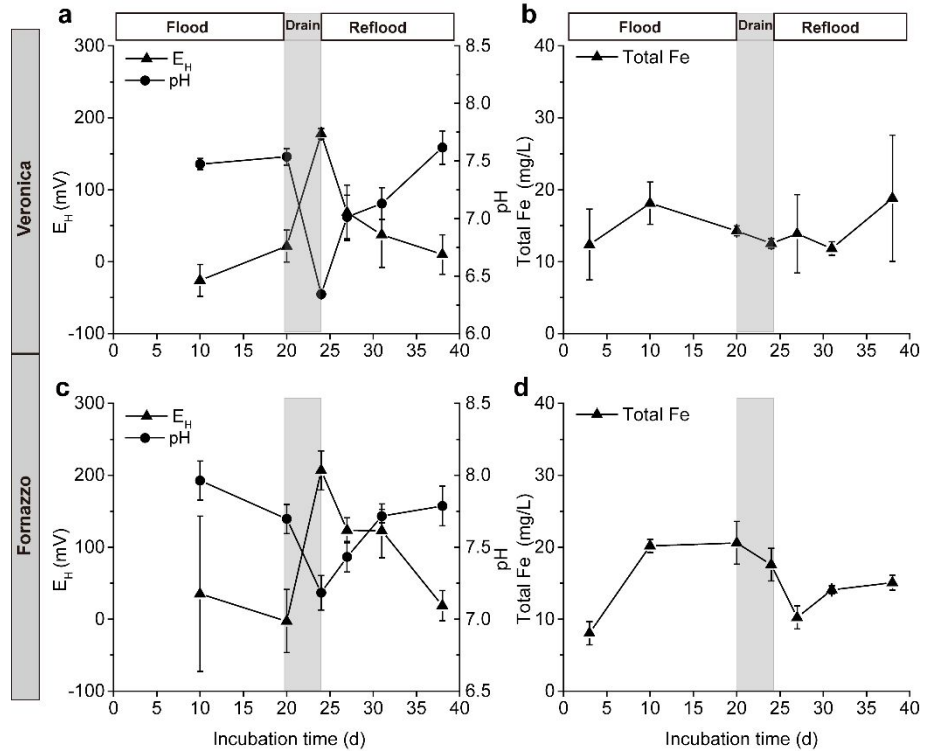 a
b
Flood Drain Reflood
Flood Drain Reflood
Veronica
E_H (mV)
300
200
100
0
-100
E_H
pH
8.5
8.0
7.5
7.0
6.5
6.0
pH
0 5 10 15 20 25 30 35 40
Total Fe (mg/L)
40
30
20
10
0
Total Fe
0 5 10 15 20 25 30 35 40
c
d
Fornazzo
E_H (mV)
300
200
100
0
-100
E_H
pH
8.5
8.0
7.5
7.0
6.5
pH
0 5 10 15 20 25 30 35 40
Incubation time (d)
Total Fe (mg/L)
40
30
20
10
0
Total Fe
0 5 10 15 20 25 30 35 40
Incubation time (d)